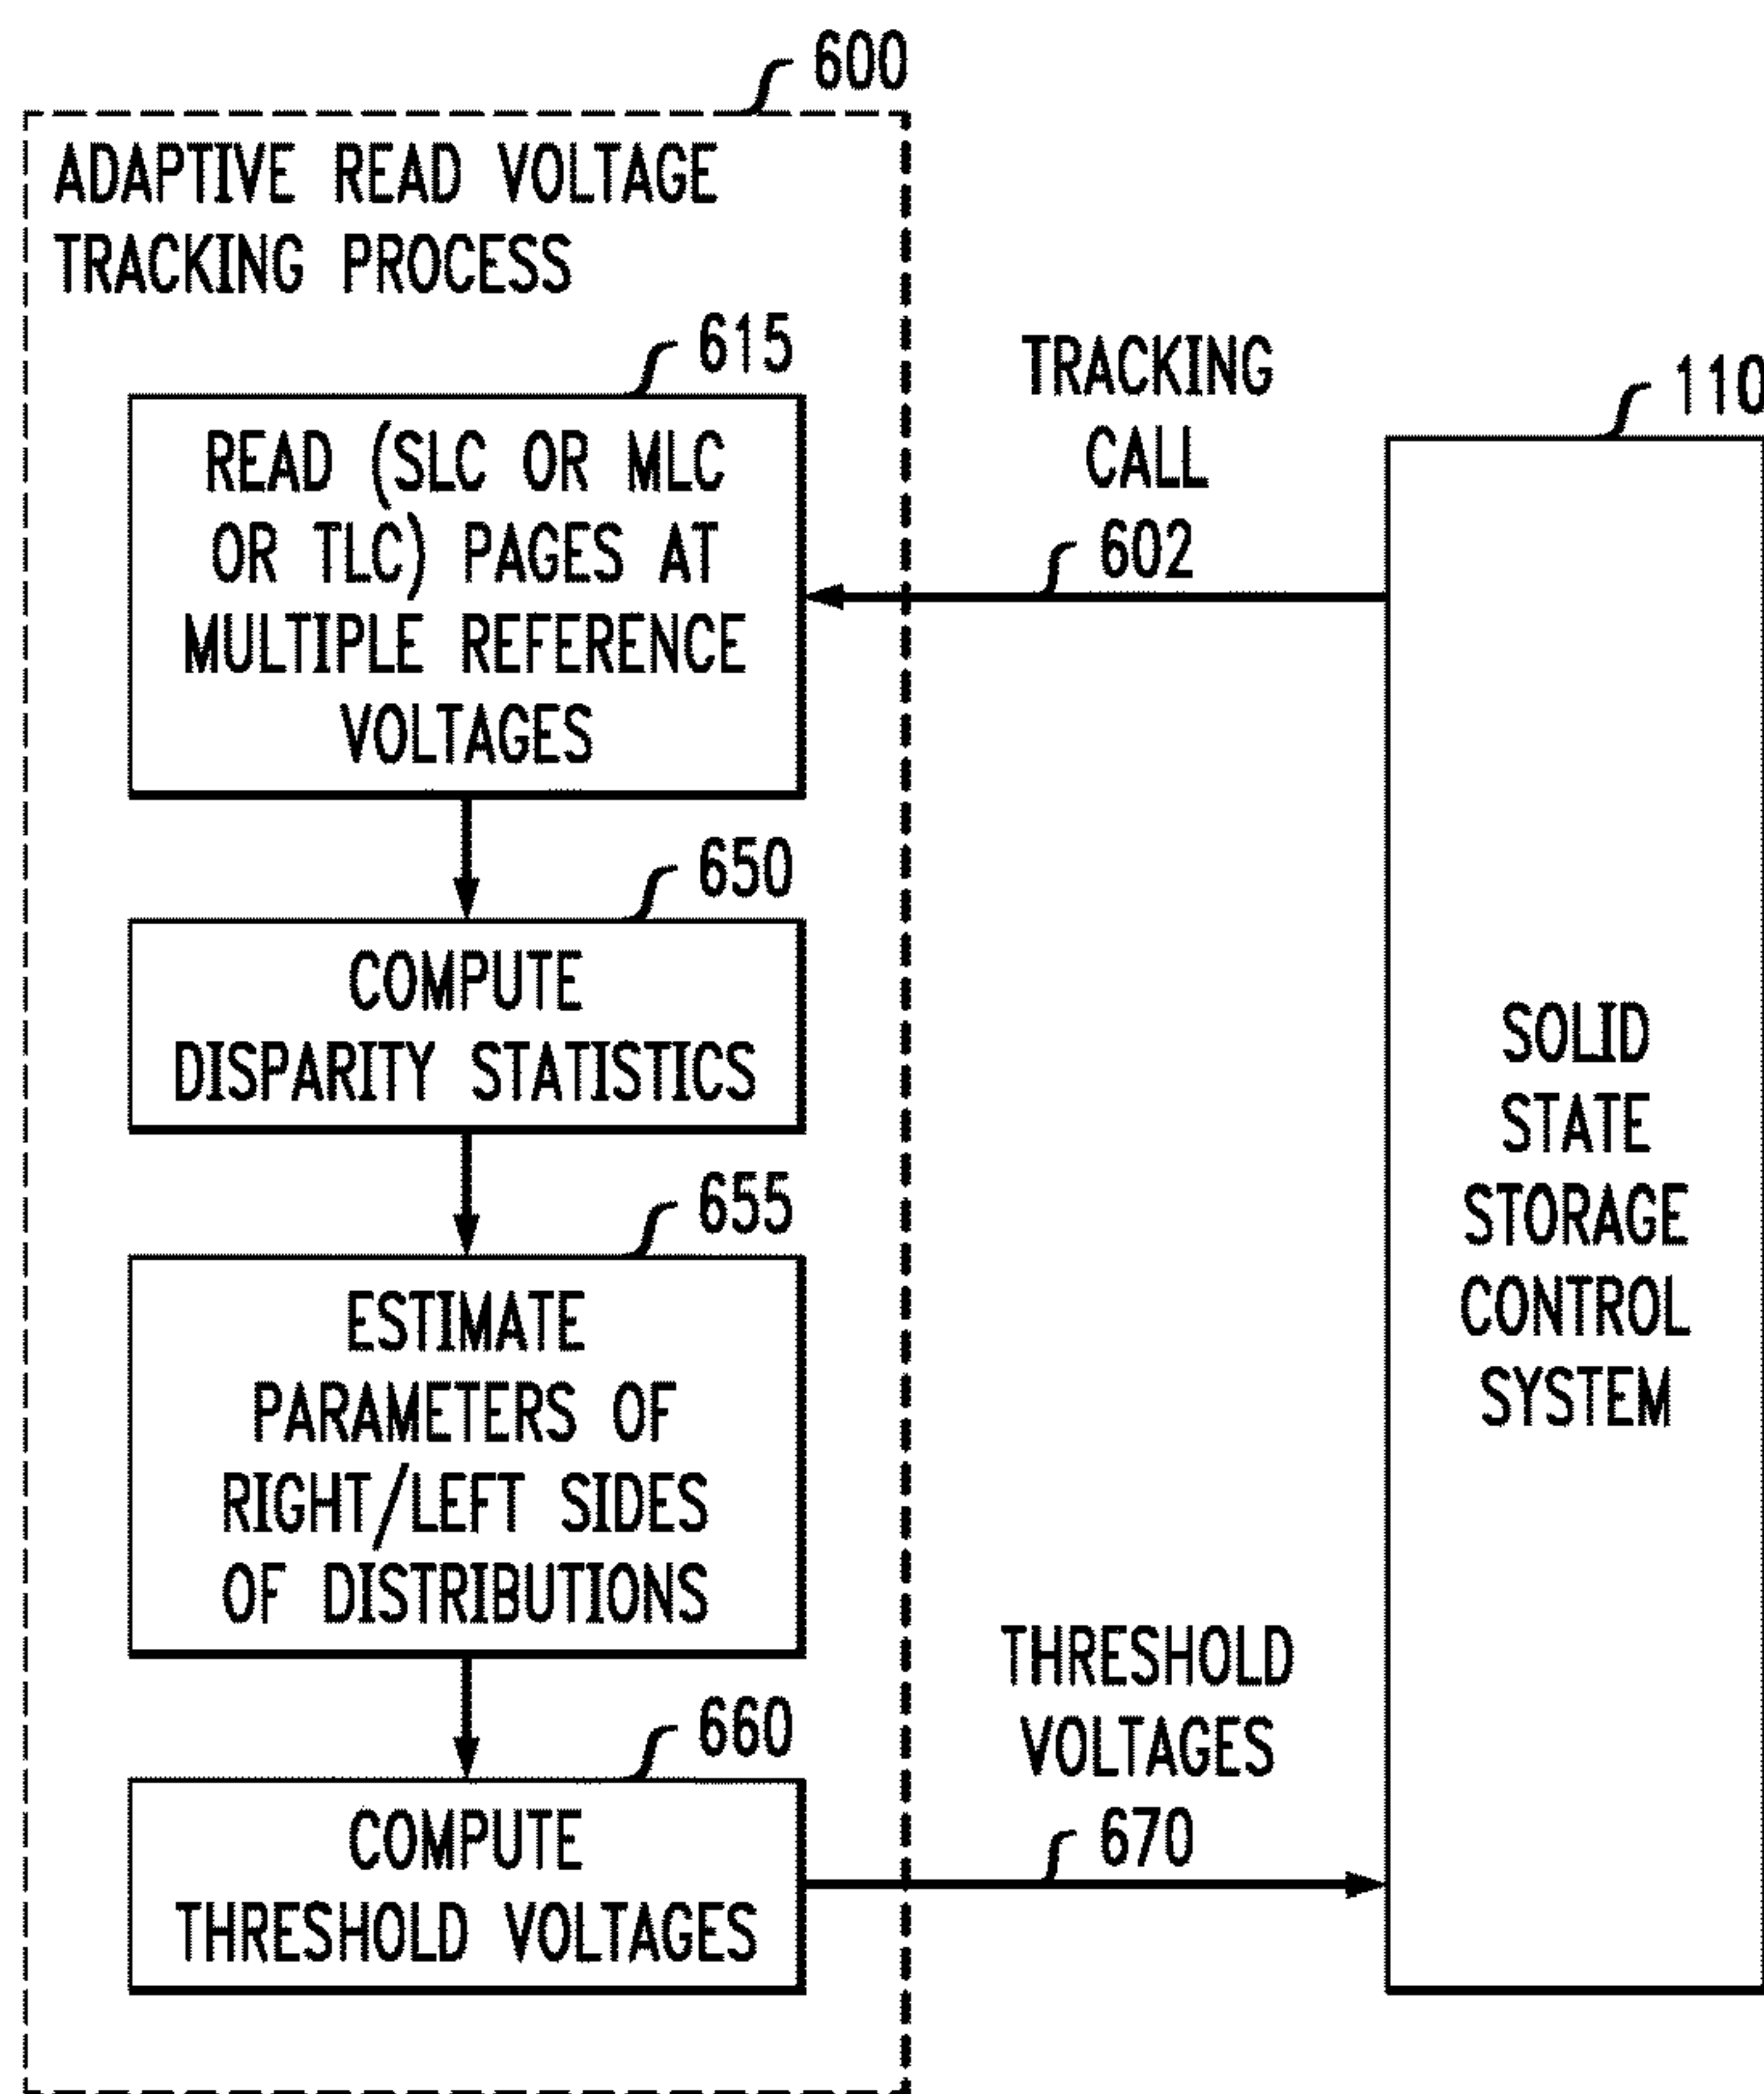 600
ADAPTIVE READ VOLTAGE
TRACKING PROCESS
615
READ (SLC OR MLC
OR TLC) PAGES AT
MULTIPLE REFERENCE
VOLTAGES
TRACKING
CALL
602
110
650
COMPUTE
DISPARITY STATISTICS
655
ESTIMATE
PARAMETERS OF
RIGHT/LEFT SIDES
OF DISTRIBUTIONS
SOLID
STATE
STORAGE
CONTROL
SYSTEM
660
COMPUTE
THRESHOLD VOLTAGES
THRESHOLD
VOLTAGES
670